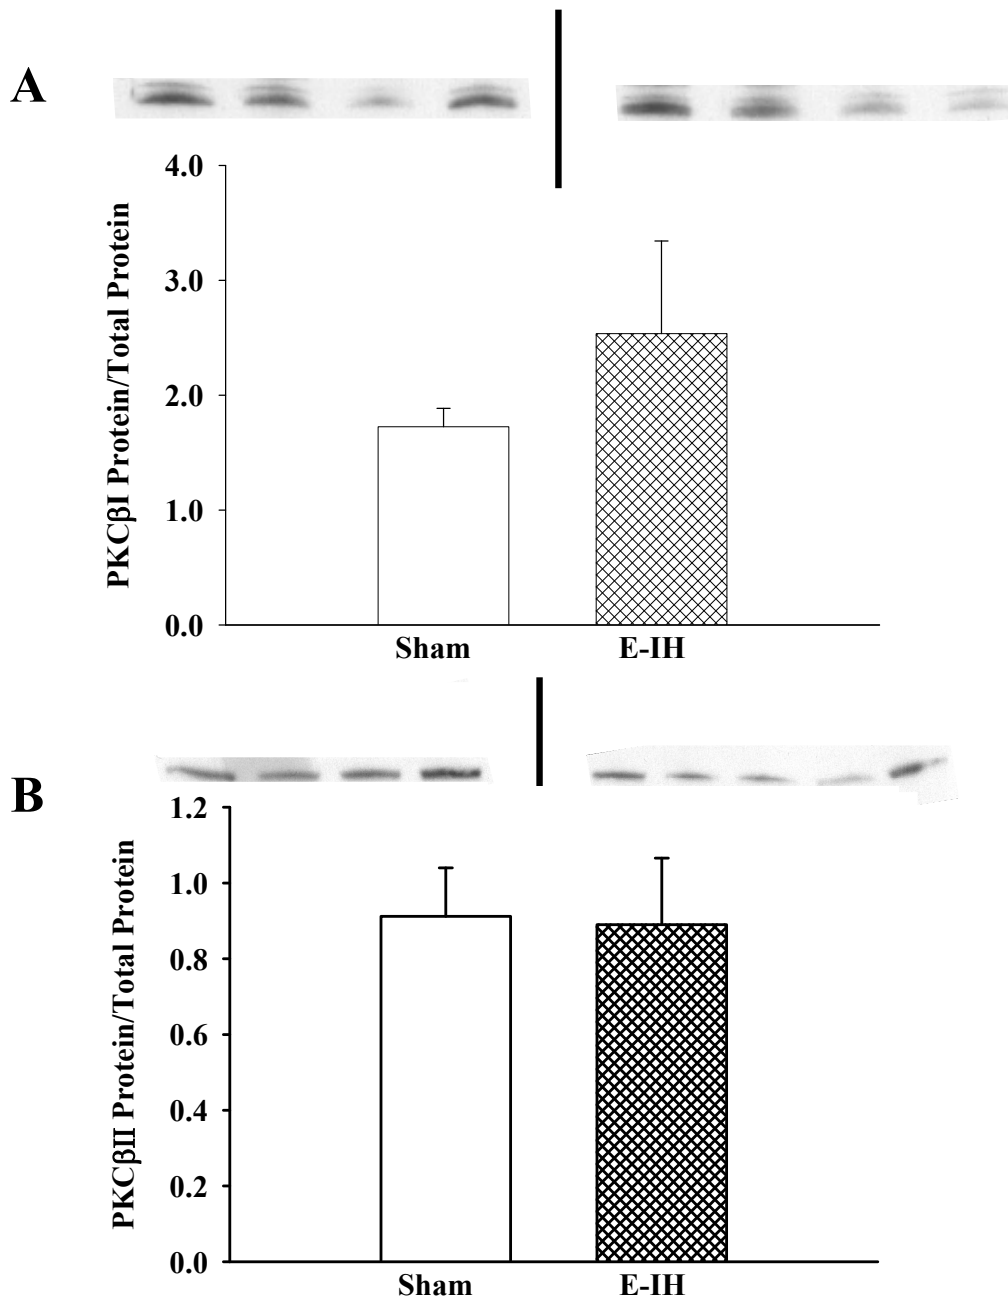 A
4.0
3.0
2.0
1.0
0.0
PKCβI Protein/Total Protein
Sham E-IH
B
1.2
1.0
0.8
0.6
0.4
0.2
0.0
PKCβII Protein/Total Protein
Sham E-IH